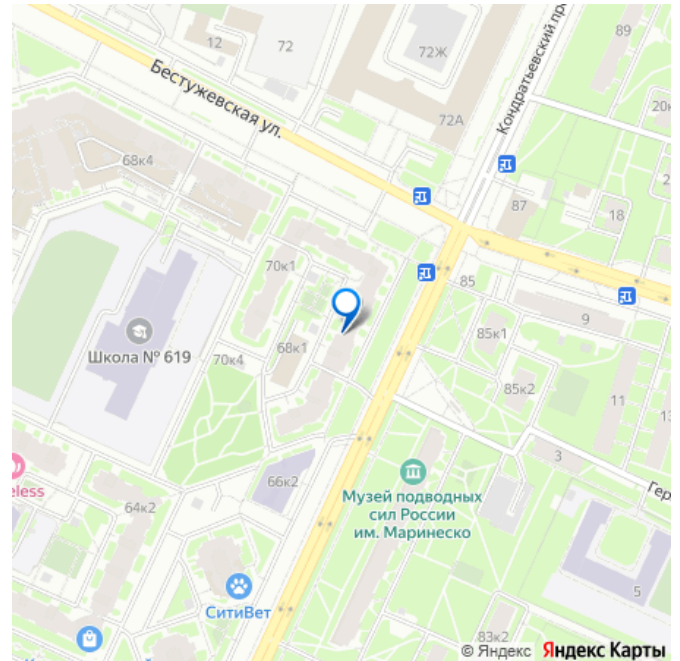 89
12
72
72Ж
Бестужевская ул.
Кондратьевский пр
72А
20к
68к4
2
87
18
70к1
85
9
85к1
68к1
Школа № 619
70к4
85к2
11
13
3
66к2
Музей подводных
сил России
им. Маринеско
Гер
eless
64к2
СитиВет
5
83к2
© Яндекс Яндекс Карты